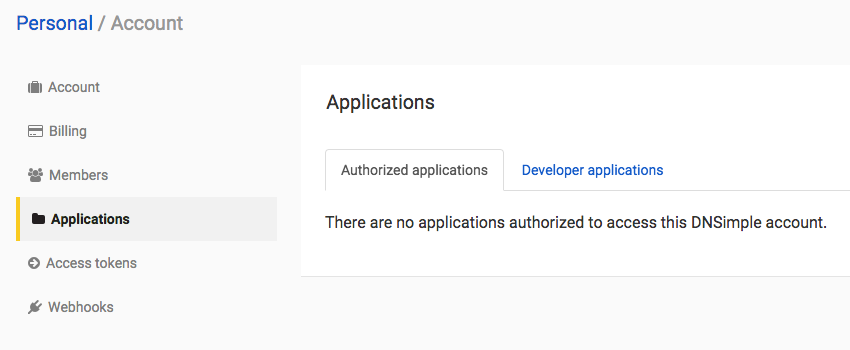 Personal / Account
Account
Billing
Members
Applications
Access tokens
Webhooks
Applications
Authorized applications
Developer applications
There are no applications authorized to access this DNSimple account.